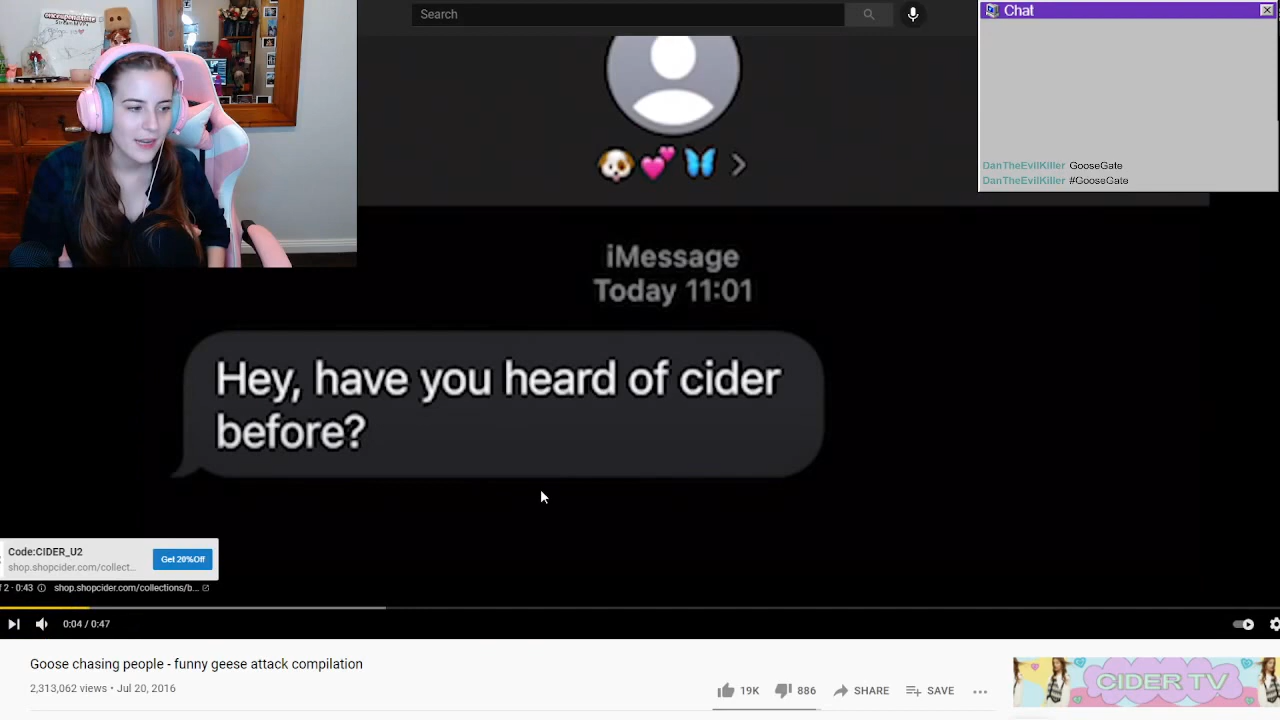 Search
Chat
DanTheEvilKiller GooseGate
DanTheEvilKiller #GooseGate
iMessage
Today 11:01
Hey, have you heard of cider
before?
Code:CIDER_U2
shop.shopcider.com/collect...
Get 20%Off
2 · 0:43
shop.shopcider.com/collections/b...
0:04 / 0:47
Goose chasing people - funny geese attack compilation
2,313,062 views • Jul 20, 2016
19K
886
SHARE
SAVE
CIDER TV